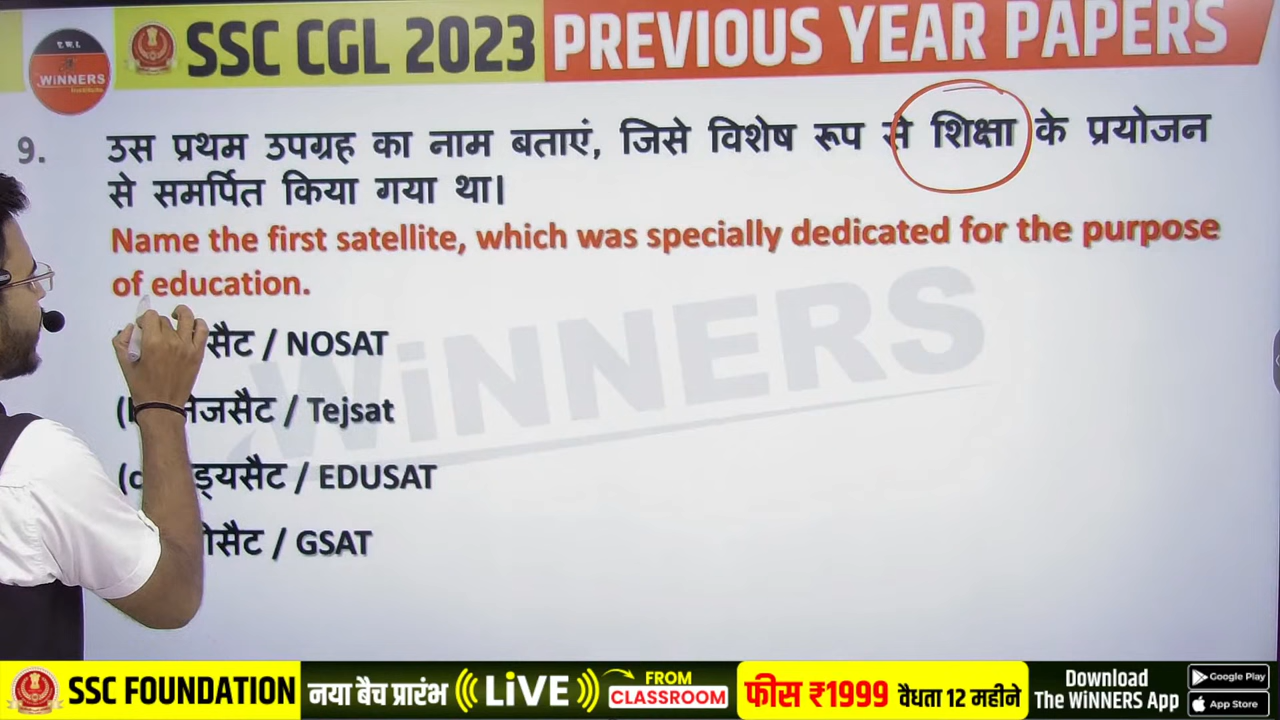 P.W.I.
WiNNERS
Institute
SSC CGL 2023 PREVIOUS YEAR PAPERS
9. उस प्रथम उपग्रह का नाम बताएं, जिसे विशेष रूप से शिक्षा के प्रयोजन
से समर्पित किया गया था।
Name the first satellite, which was specially dedicated for the purpose
of education.
सैट / NOSAT
जसैट / Tejsat
(c ड्यसैट / EDUSAT
सैट / GSAT
WiNNERS
SSC FOUNDATION नया बैच प्रारंभ LiVE FROM CLASSROOM फीस ₹1999 वैधता 12 महीने Download The WiNNERS App Google Play App Store